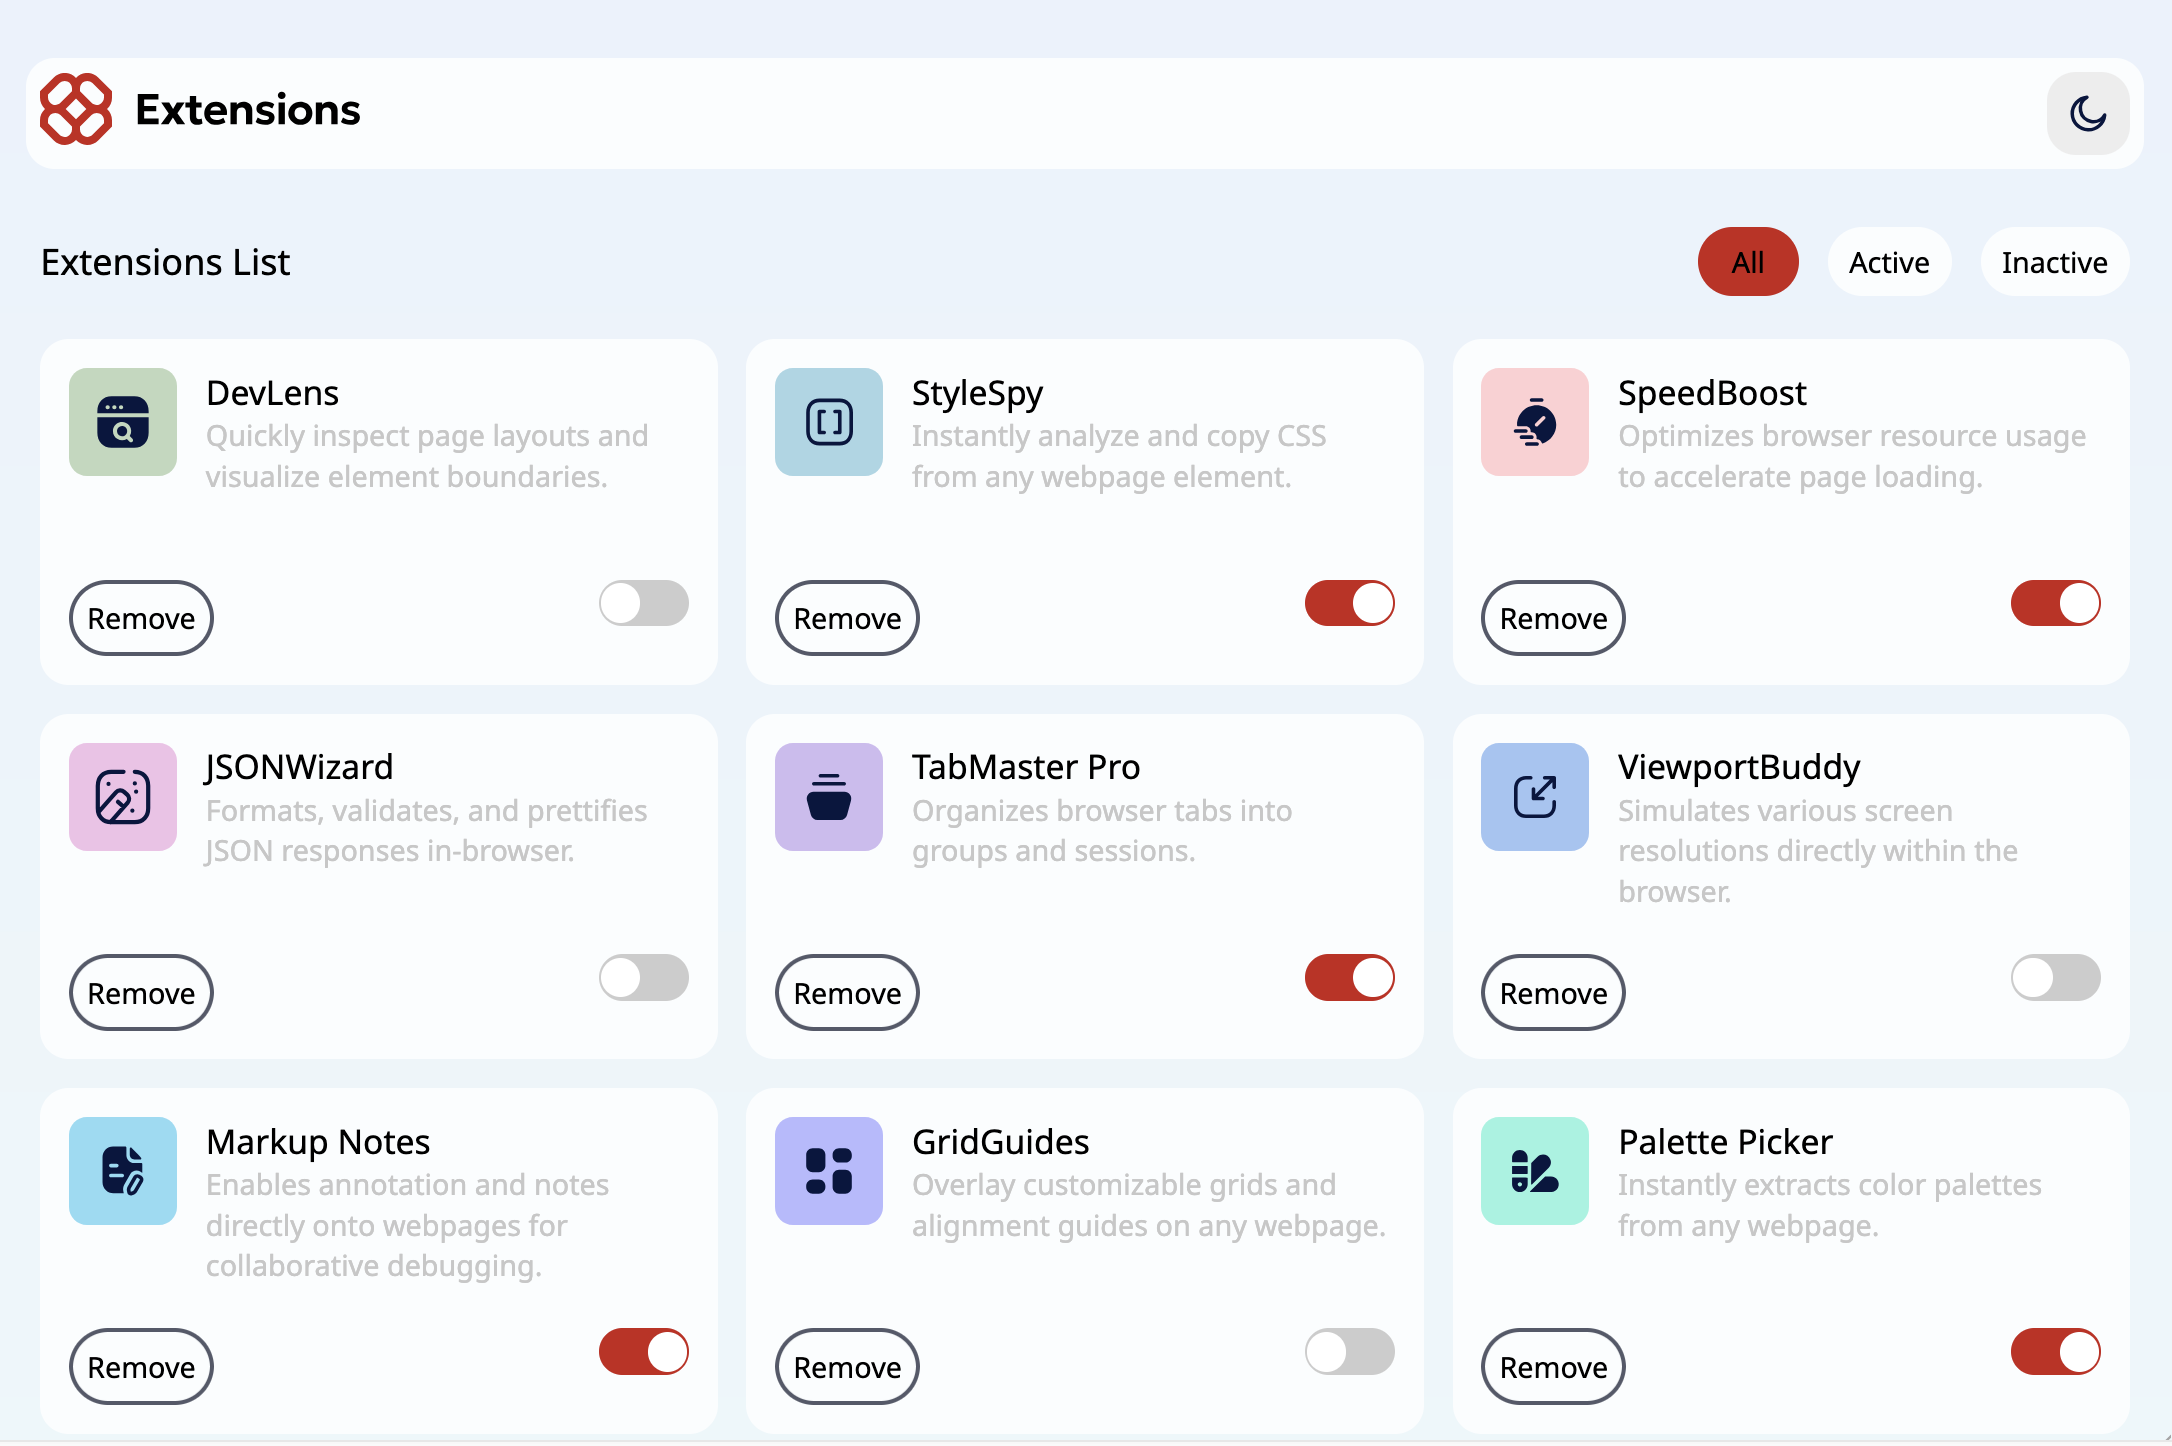 Extensions
Extensions List
All
Active
Inactive
DevLens
Quickly inspect page layouts and
visualize element boundaries.
Remove
StyleSpy
Instantly analyze and copy CSS
from any webpage element.
Remove
SpeedBoost
Optimizes browser resource usage
to accelerate page loading.
Remove
JSONWizard
Formats, validates, and prettifies
JSON responses in-browser.
Remove
TabMaster Pro
Organizes browser tabs into
groups and sessions.
Remove
ViewportBuddy
Simulates various screen
resolutions directly within the
browser.
Remove
Markup Notes
Enables annotation and notes
directly onto webpages for
collaborative debugging.
Remove
GridGuides
Overlay customizable grids and
alignment guides on any webpage.
Remove
Palette Picker
Instantly extracts color palettes
from any webpage.
Remove